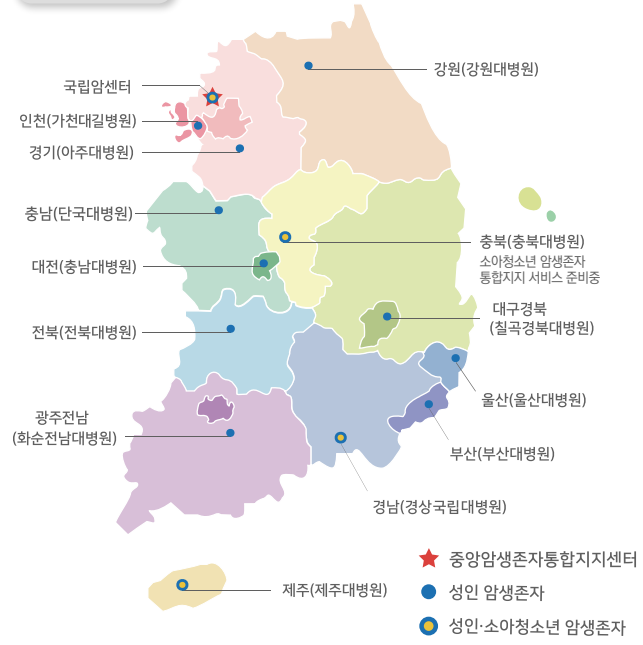 강원(강원대병원)
국립암센터
인천(가천대길병원)
경기(아주대병원)
충남(단국대병원)
충북(충북대병원)
소아청소년 암생존자
통합지지 서비스 준비중
대전(충남대병원)
대구경북
(칠곡경북대병원)
전북(전북대병원)
울산(울산대병원)
광주전남
(화순전남대병원)
부산(부산대병원)
경남(경상국립대병원)
중앙암생존자통합지지센터
제주(제주대병원)
성인 암생존자
성인·소아청소년 암생존자